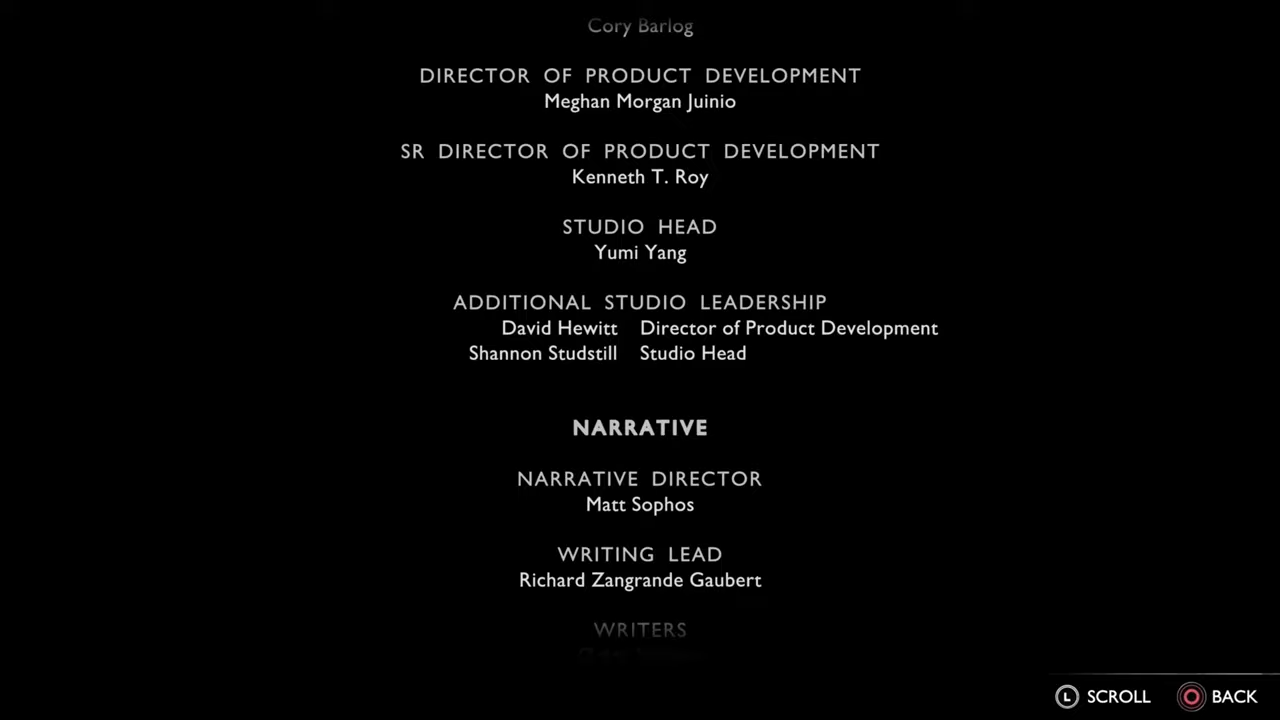 Cory Barlog
DIRECTOR OF PRODUCT DEVELOPMENT
Meghan Morgan Juinio
SR DIRECTOR OF PRODUCT DEVELOPMENT
Kenneth T. Roy
STUDIO HEAD
Yumi Yang
ADDITIONAL STUDIO LEADERSHIP
David Hewitt Director of Product Development
Shannon Studstill Studio Head
NARRATIVE
NARRATIVE DIRECTOR
Matt Sophos
WRITING LEAD
Richard Zangrande Gaubert
WRITERS
L SCROLL BACK